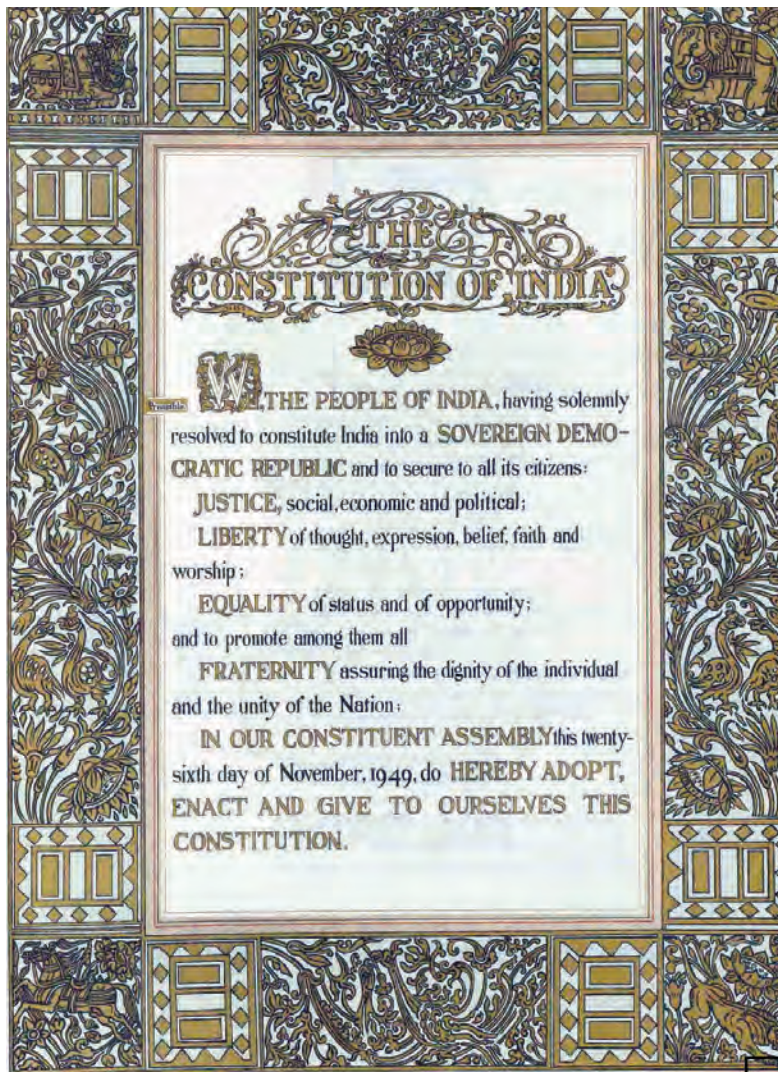 THE
CONSTITUTION OF INDIA
Preamble
WE, THE PEOPLE OF INDIA, having solemnly
resolved to constitute India into a SOVEREIGN DEMO-
CRATIC REPUBLIC and to secure to all its citizens:
JUSTICE, social, economic and political;
LIBERTY of thought, expression, belief, faith and
worship;
EQUALITY of status and of opportunity;
and to promote among them all
FRATERNITY assuring the dignity of the individual
and the unity of the Nation;
IN OUR CONSTITUENT ASSEMBLY this twenty-
sixth day of November, 1949, do HEREBY ADOPT,
ENACT AND GIVE TO OURSELVES THIS
CONSTITUTION.